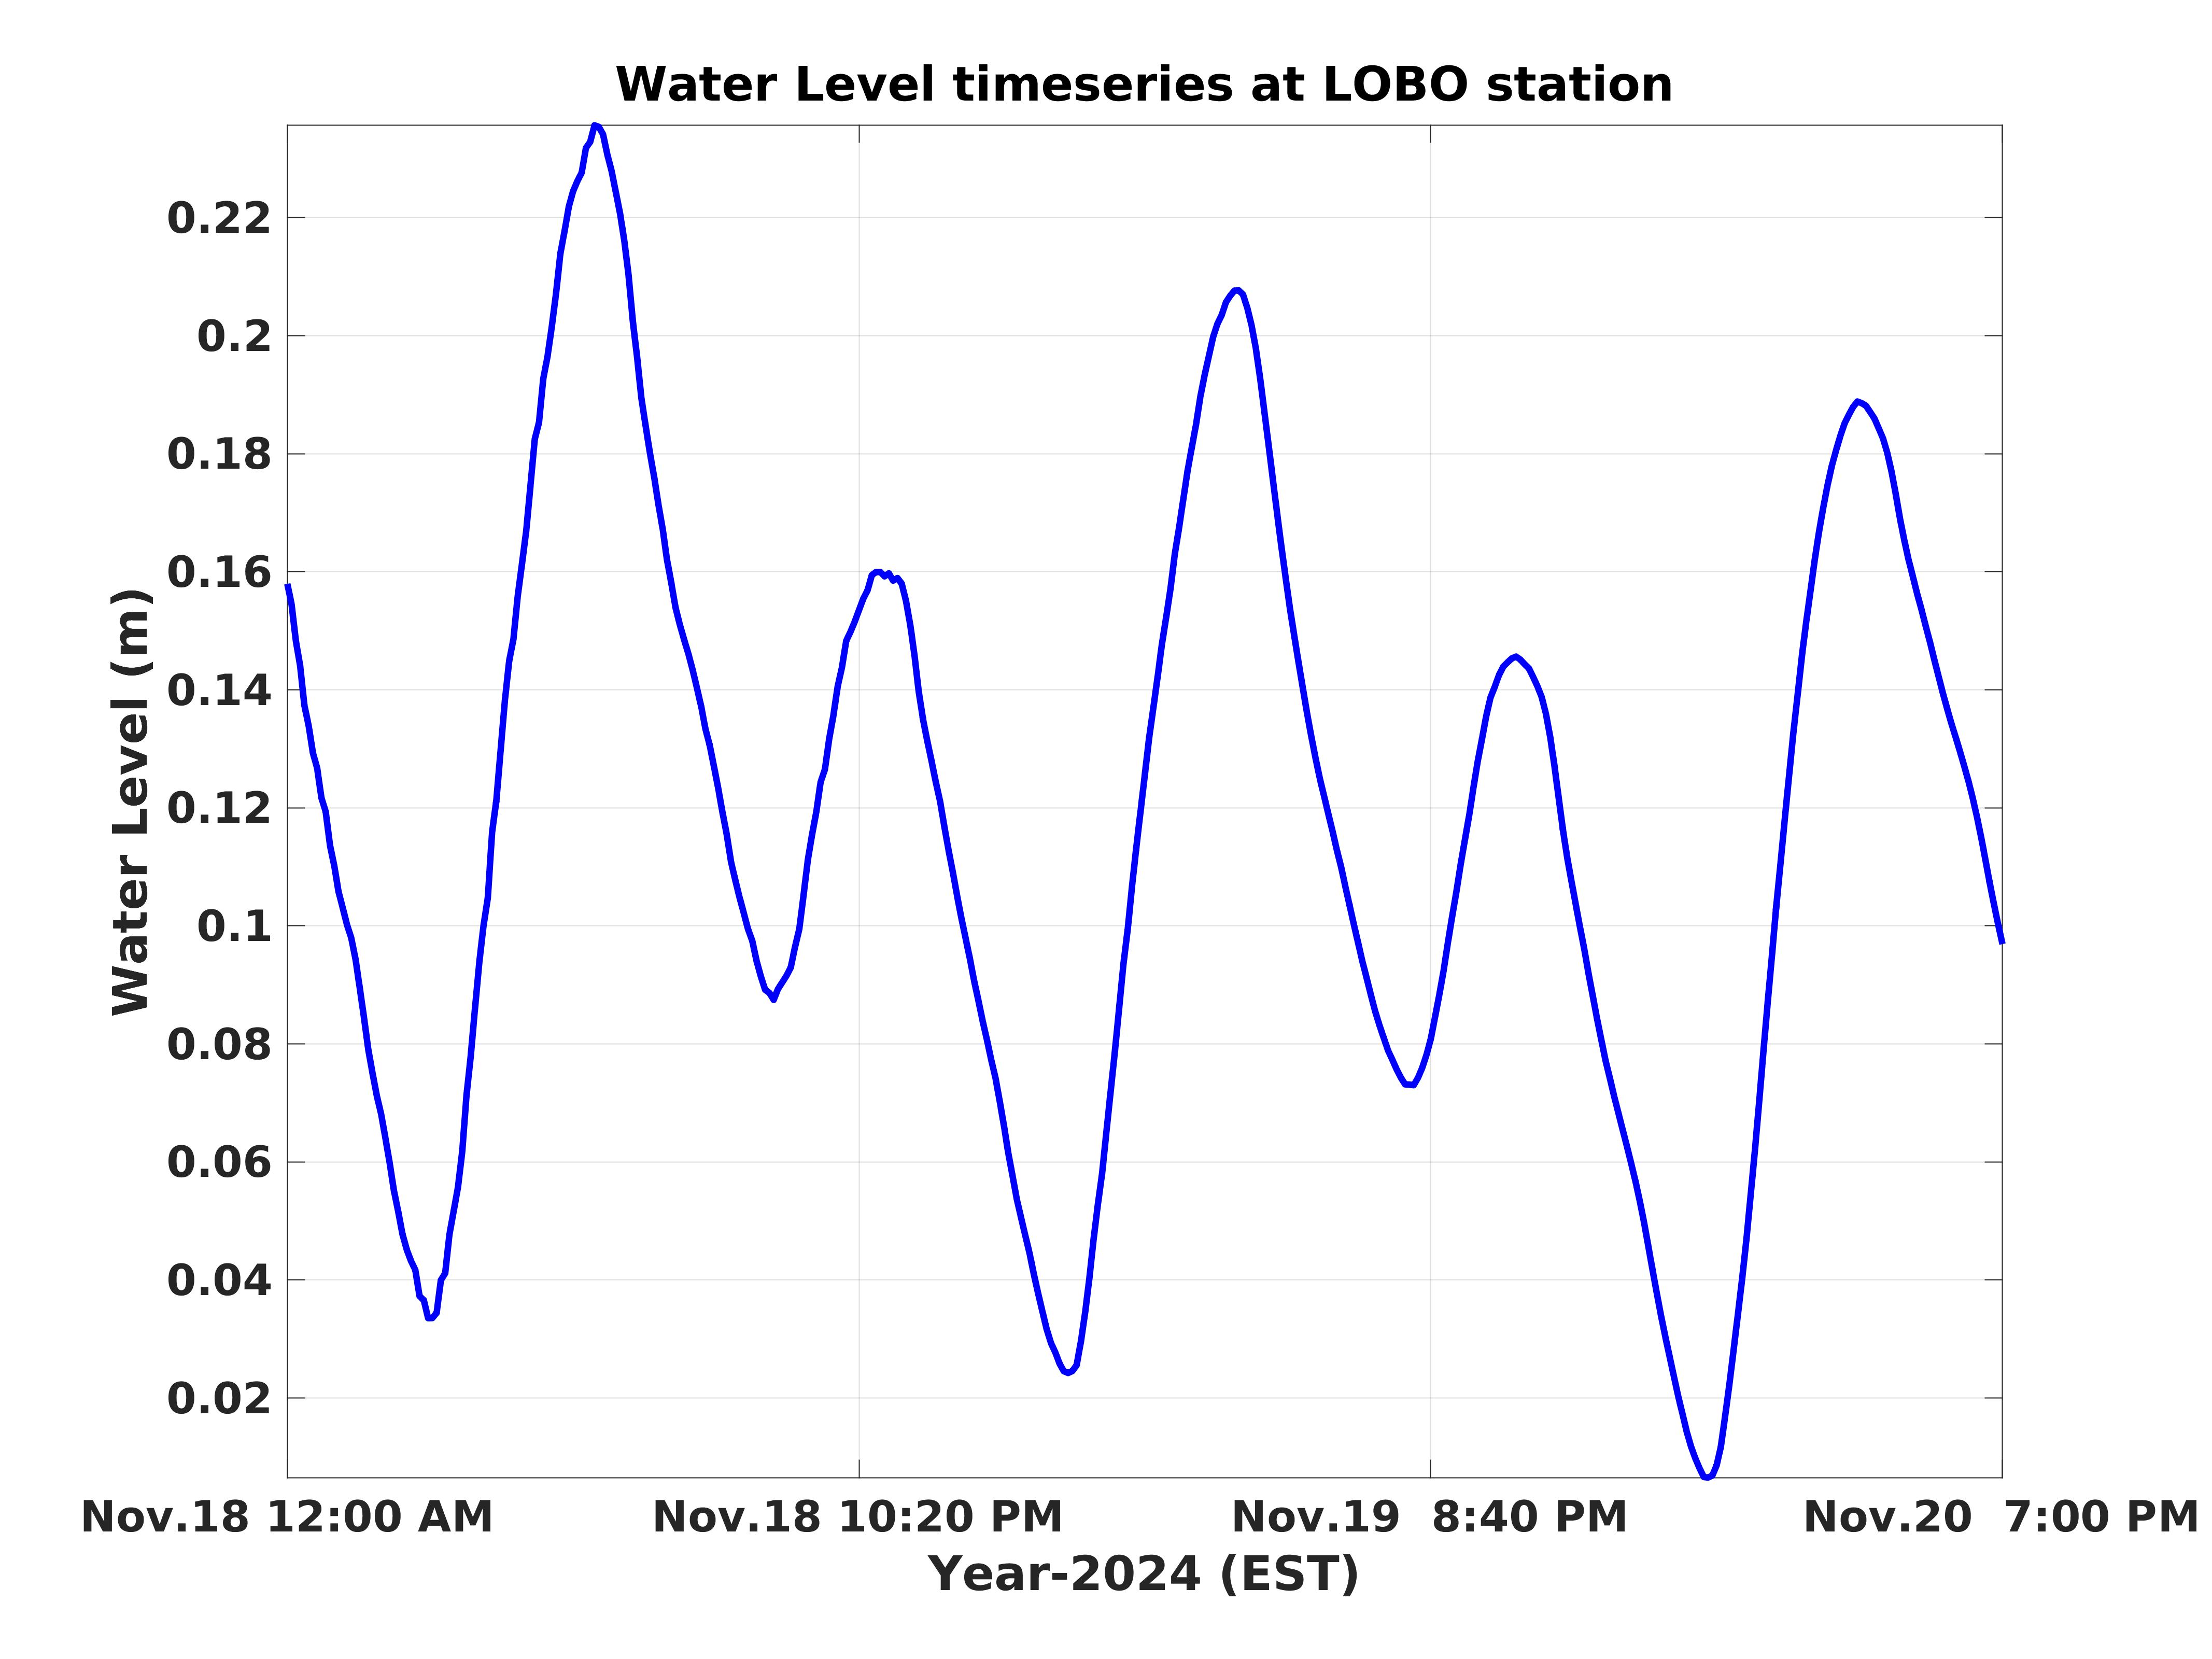 Water Level timeseries at LOBO station
Water Level (m)
0.22
0.2
0.18
0.16
0.14
0.12
0.1
0.08
0.06
0.04
0.02
Nov.18 12:00 AM Nov.18 10:20 PM Nov.19 8:40 PM Nov.20 7:00 PM
Year-2024 (EST)